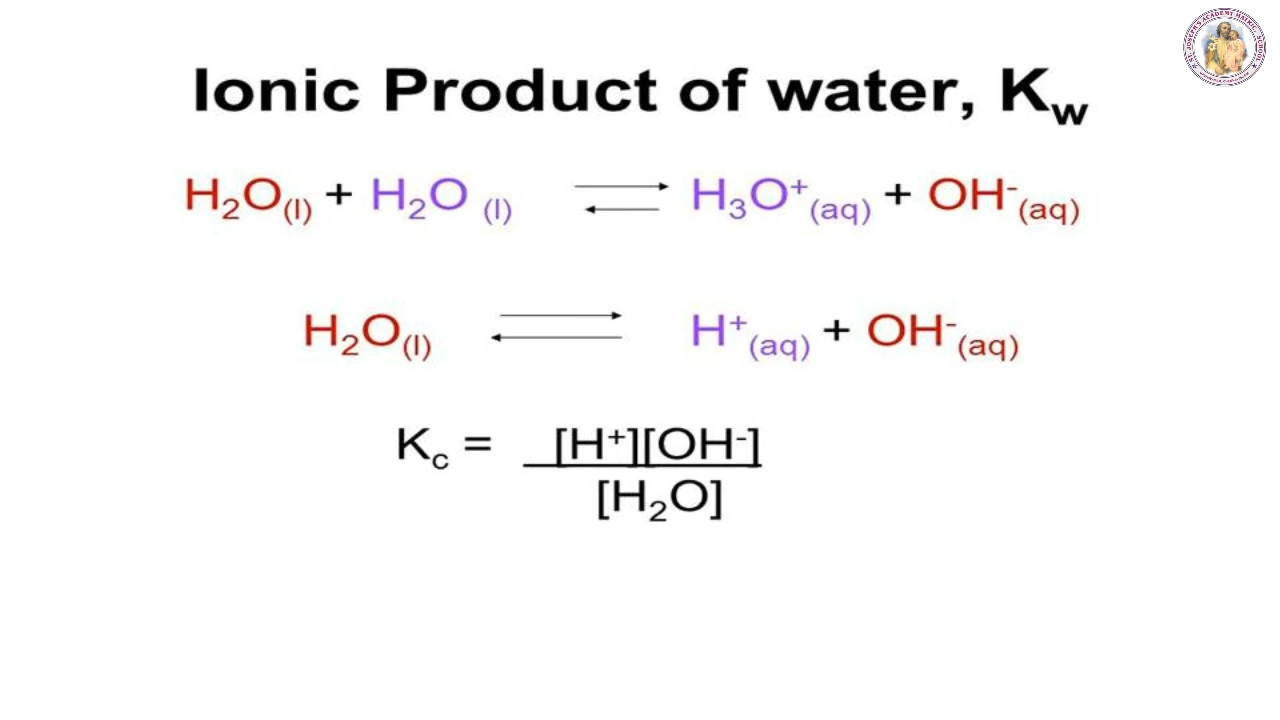 Ionic Product of water, Kw
H2O(l) + H2O (l) ⇌ H3O+(aq) + OH-(aq)
H2O(l) ⇌ H+(aq) + OH-(aq)
Kc = [H+][OH-]
[H2O]